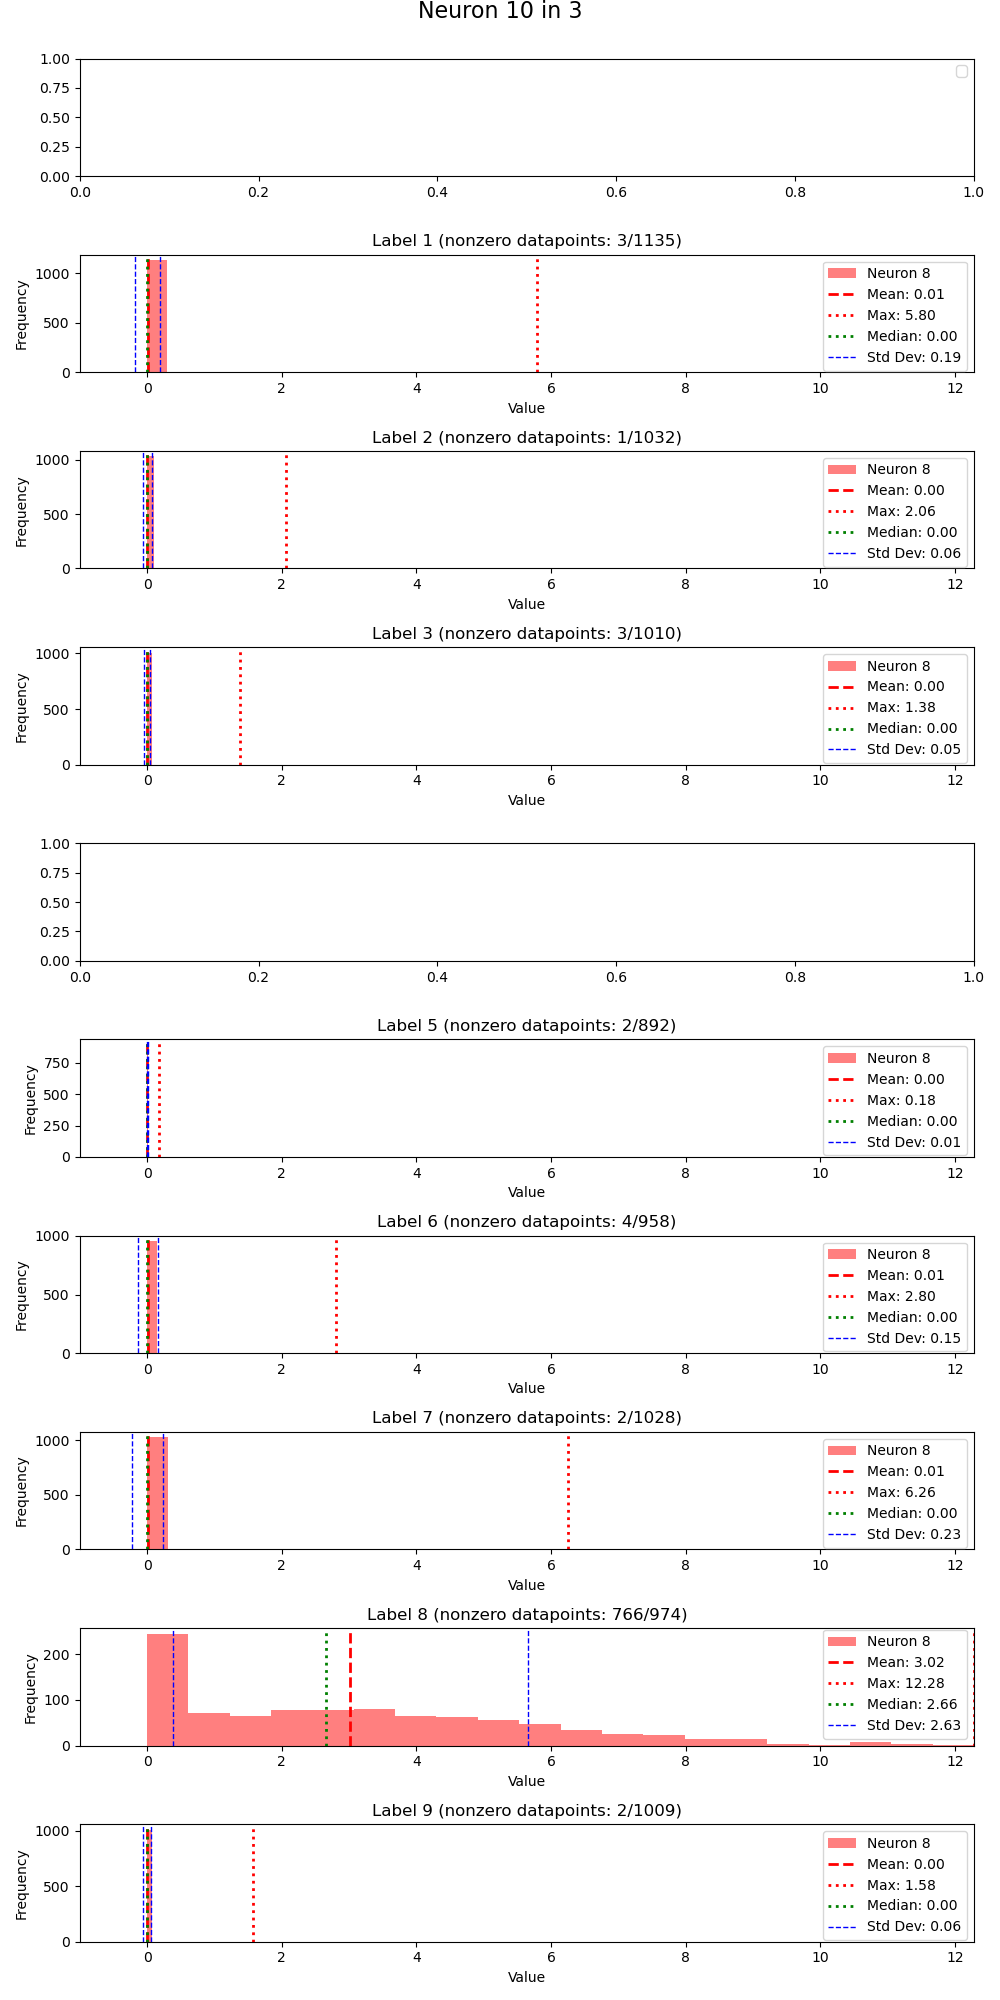 Neuron 10 in 3
1.00
0.75
0.50
0.25
0.00
0.0 0.2 0.4 0.6 0.8 1.0
Label 1 (nonzero datapoints: 3/1135)
Frequency
1000
500
0
Neuron 8
Mean: 0.01
Max: 5.80
Median: 0.00
Std Dev: 0.19
0 2 4 6 8 10 12
Value
Label 2 (nonzero datapoints: 1/1032)
Frequency
1000
500
0
Neuron 8
Mean: 0.00
Max: 2.06
Median: 0.00
Std Dev: 0.06
0 2 4 6 8 10 12
Value
Label 3 (nonzero datapoints: 3/1010)
Frequency
1000
500
0
Neuron 8
Mean: 0.00
Max: 1.38
Median: 0.00
Std Dev: 0.05
0 2 4 6 8 10 12
Value
1.00
0.75
0.50
0.25
0.00
0.0 0.2 0.4 0.6 0.8 1.0
Label 5 (nonzero datapoints: 2/892)
Frequency
750
500
250
0
Neuron 8
Mean: 0.00
Max: 0.18
Median: 0.00
Std Dev: 0.01
0 2 4 6 8 10 12
Value
Label 6 (nonzero datapoints: 4/958)
Frequency
1000
500
0
Neuron 8
Mean: 0.01
Max: 2.80
Median: 0.00
Std Dev: 0.15
0 2 4 6 8 10 12
Value
Label 7 (nonzero datapoints: 2/1028)
Frequency
1000
500
0
Neuron 8
Mean: 0.01
Max: 6.26
Median: 0.00
Std Dev: 0.23
0 2 4 6 8 10 12
Value
Label 8 (nonzero datapoints: 766/974)
Frequency
200
100
0
Neuron 8
Mean: 3.02
Max: 12.28
Median: 2.66
Std Dev: 2.63
0 2 4 6 8 10 12
Value
Label 9 (nonzero datapoints: 2/1009)
Frequency
1000
500
0
Neuron 8
Mean: 0.00
Max: 1.58
Median: 0.00
Std Dev: 0.06
0 2 4 6 8 10 12
Value